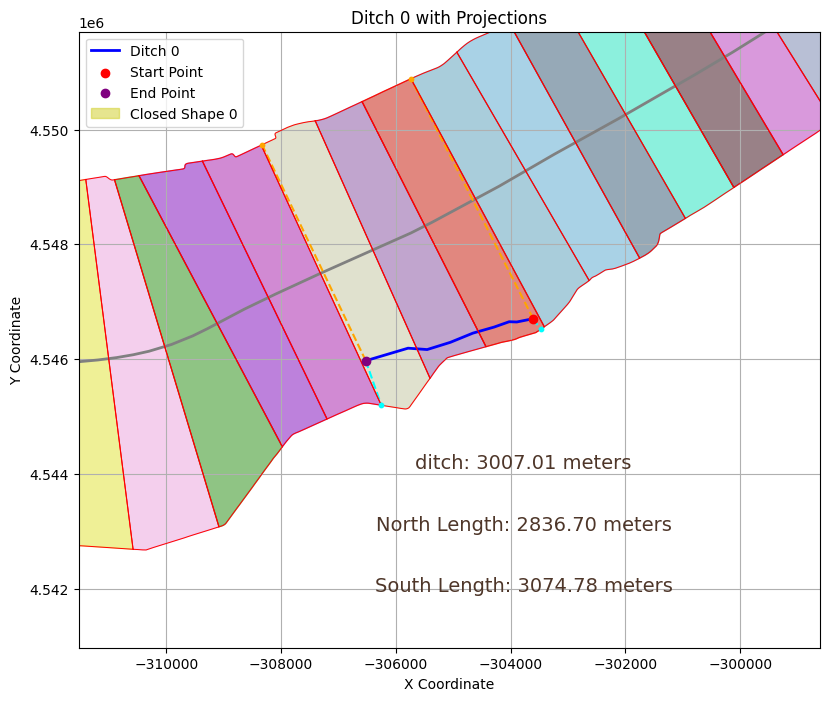 Ditch 0 with Projections
1e6
Ditch 0
Start Point
End Point
Closed Shape 0
4.550
4.548
4.546
4.544
4.542
Y Coordinate
ditch: 3007.01 meters
North Length: 2836.70 meters
South Length: 3074.78 meters
−310000 −308000 −306000 −304000 −302000 −300000
X Coordinate